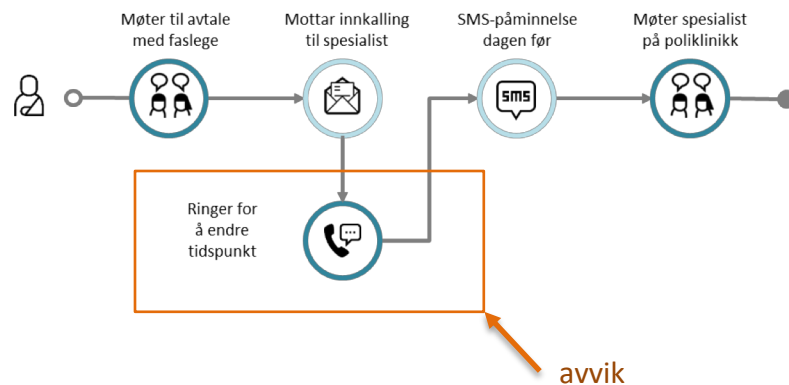 Møter til avtale
med faslege
Mottar innkalling
til spesialist
SMS-påminnelse
dagen før
Møter spesialist
på poliklinikk
SMS
Ringer for
å endre
tidspunkt
avvik